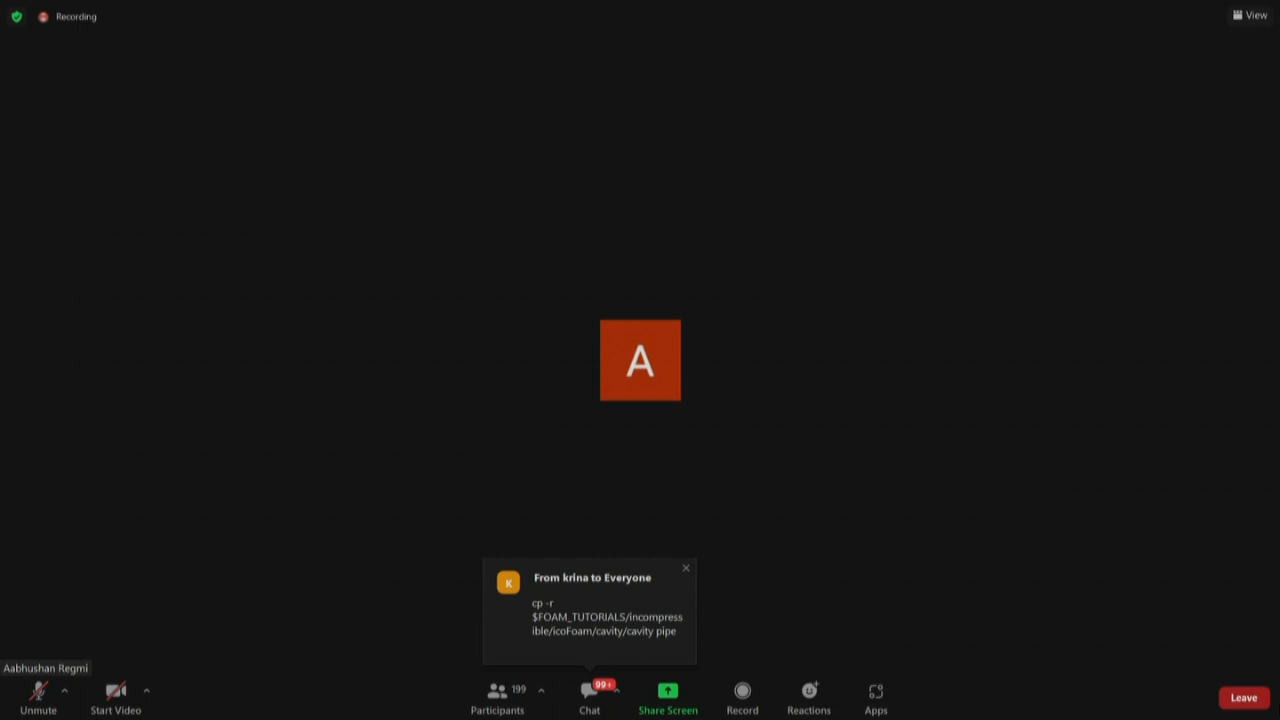 Recording
View
A
K
From krina to Everyone
cp -r
$FOAM_TUTORIALS/incompress
ible/icoFoam/cavity/cavity pipe
Aabhushan Regmi
Unmute
Start Video
199
Participants
99+
Chat
Share Screen
Record
Reactions
Apps
Leave